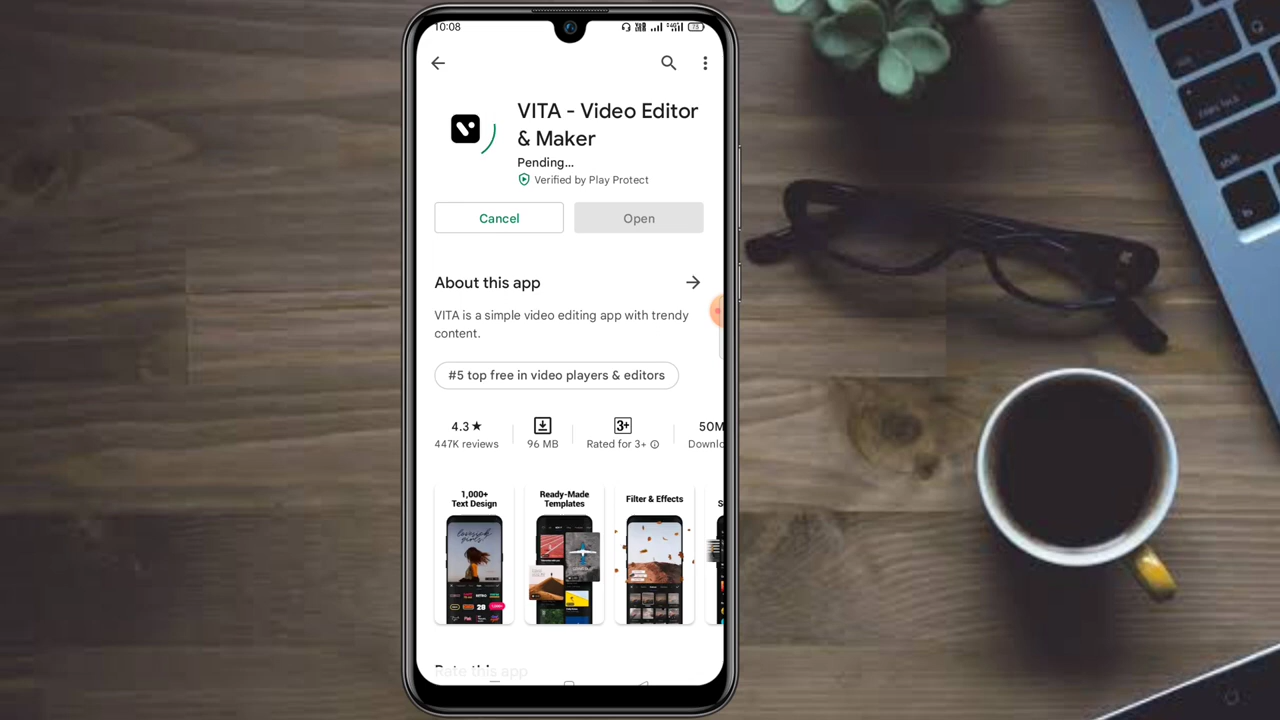 10:08
VITA - Video Editor
& Maker
Pending...
Verified by Play Protect
Cancel
Open
About this app
VITA is a simple video editing app with trendy
content.
#5 top free in video players & editors
4.3★
447K reviews
96 MB
3+
Rated for 3+
50M
Downlo
1,000+
Text Design
Ready-Made
Templates
Filter & Effects
Rate this app